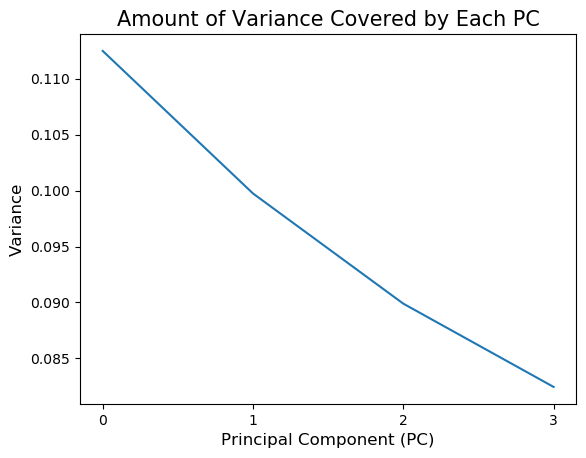 Amount of Variance Covered by Each PC
0.110
0.105
0.100
0.095
0.090
0.085
Variance
0 1 2 3
Principal Component (PC)